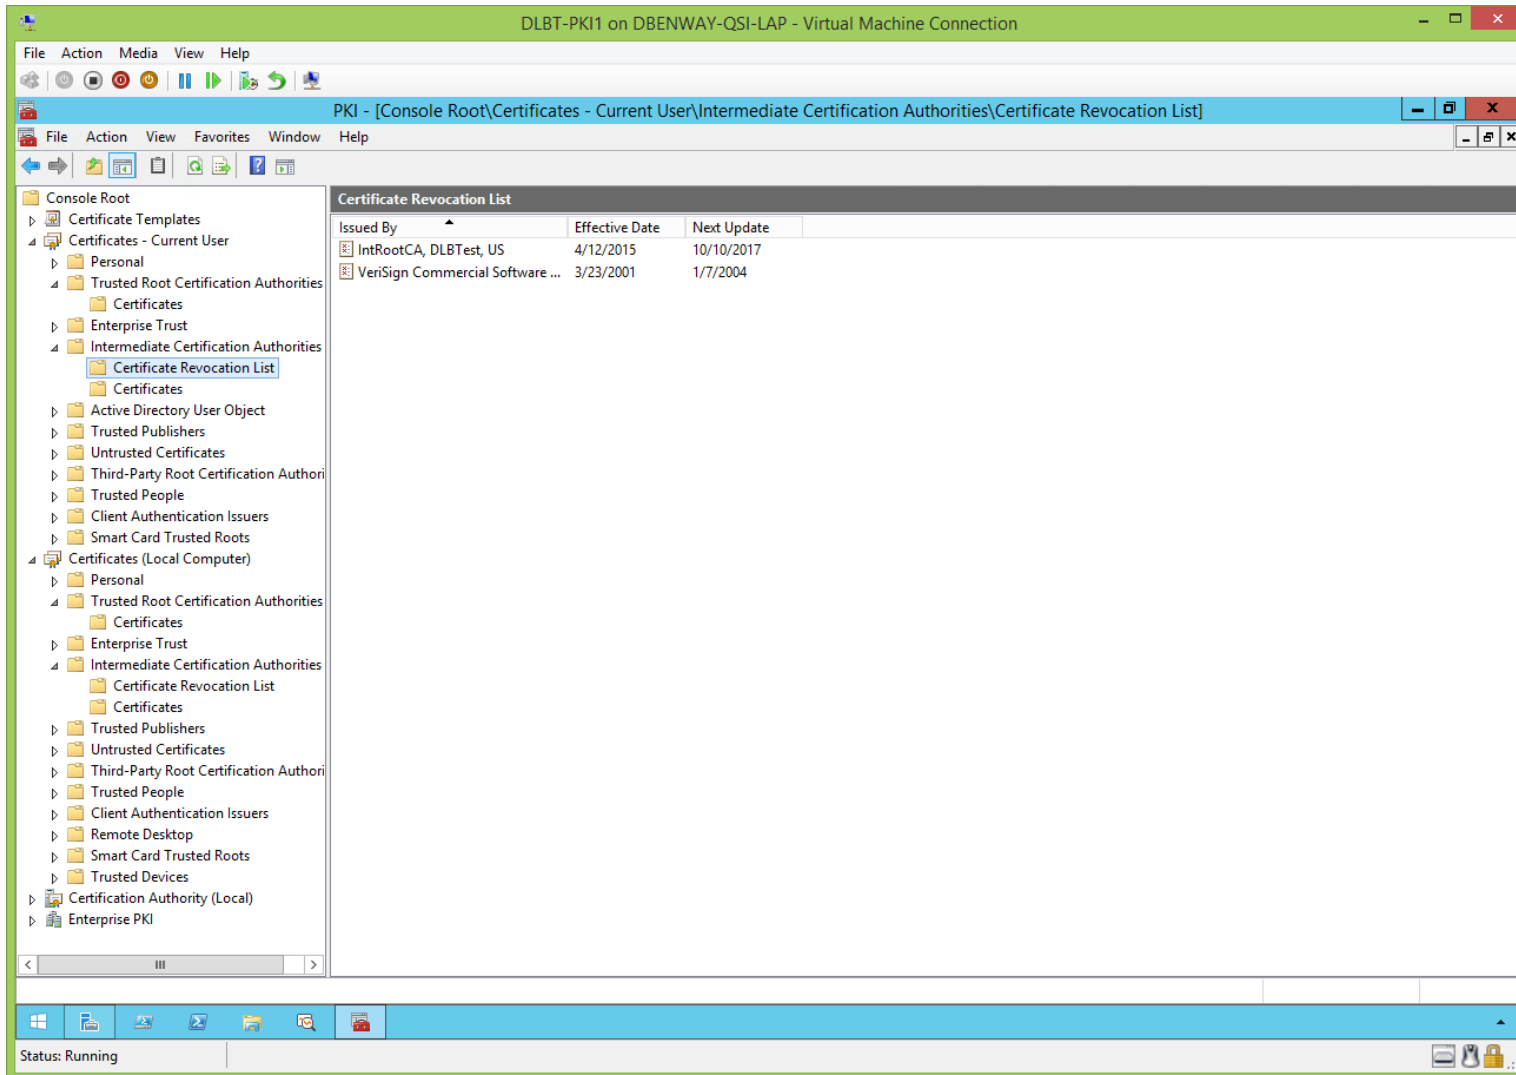 DLBT-PKI1 on DBENWAY-QSI-LAP - Virtual Machine Connection
File Action Media View Help
PKI - [Console Root\Certificates - Current User\Intermediate Certification Authorities\Certificate Revocation List]
File Action View Favorites Window Help
Console Root
Certificate Templates
Certificates - Current User
Personal
Trusted Root Certification Authorities
Certificates
Enterprise Trust
Intermediate Certification Authorities
Certificate Revocation List
Certificates
Active Directory User Object
Trusted Publishers
Untrusted Certificates
Third-Party Root Certification Authori
Trusted People
Client Authentication Issuers
Smart Card Trusted Roots
Certificates (Local Computer)
Personal
Trusted Root Certification Authorities
Certificates
Enterprise Trust
Intermediate Certification Authorities
Certificate Revocation List
Certificates
Trusted Publishers
Untrusted Certificates
Third-Party Root Certification Authori
Trusted People
Client Authentication Issuers
Remote Desktop
Smart Card Trusted Roots
Trusted Devices
Certification Authority (Local)
Enterprise PKI
Certificate Revocation List
Issued By Effective Date Next Update
IntRootCA, DLBTest, US 4/12/2015 10/10/2017
VeriSign Commercial Software ... 3/23/2001 1/7/2004
Status: Running